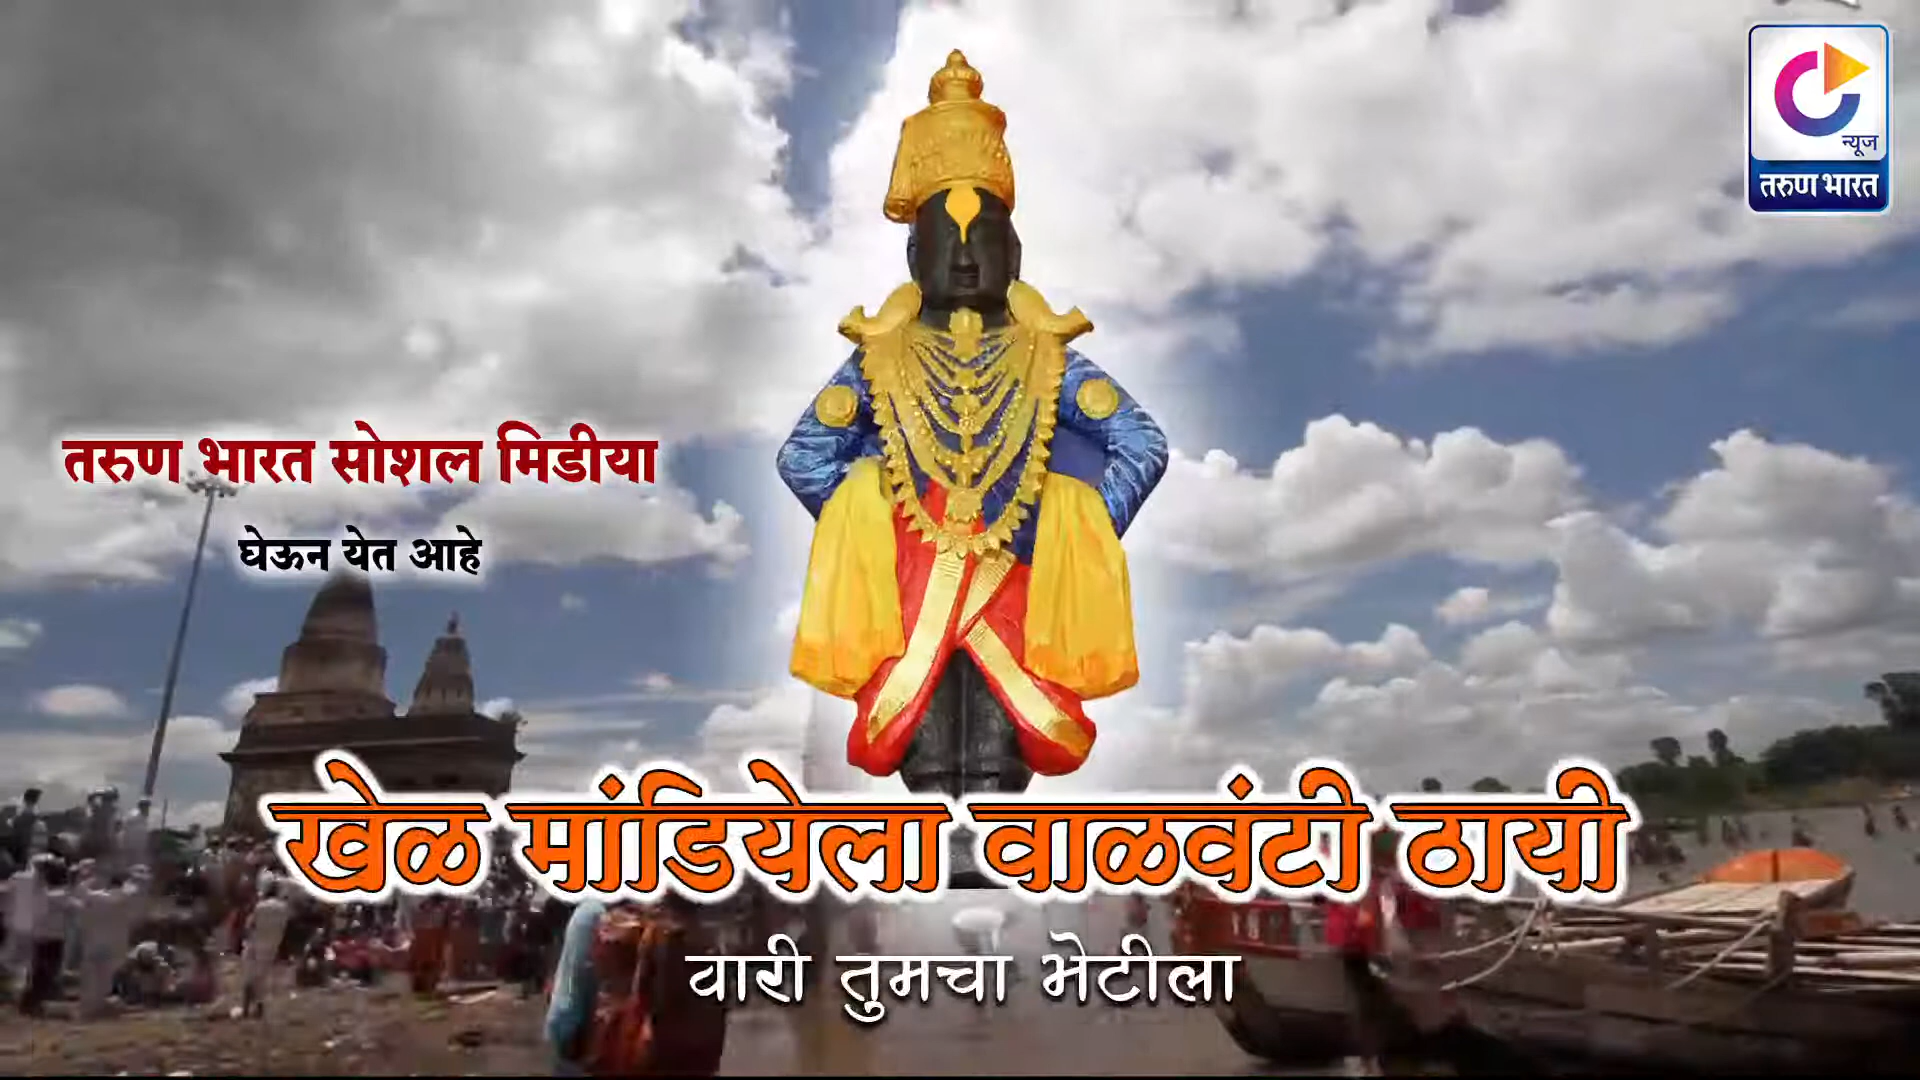 न्यूज
तरुण भारत
तरुण भारत सोशल मिडीया
घेऊन येत आहे
खेळ मांडियेला वाळवंटी ठायी
वारी तुमचा भेटीला